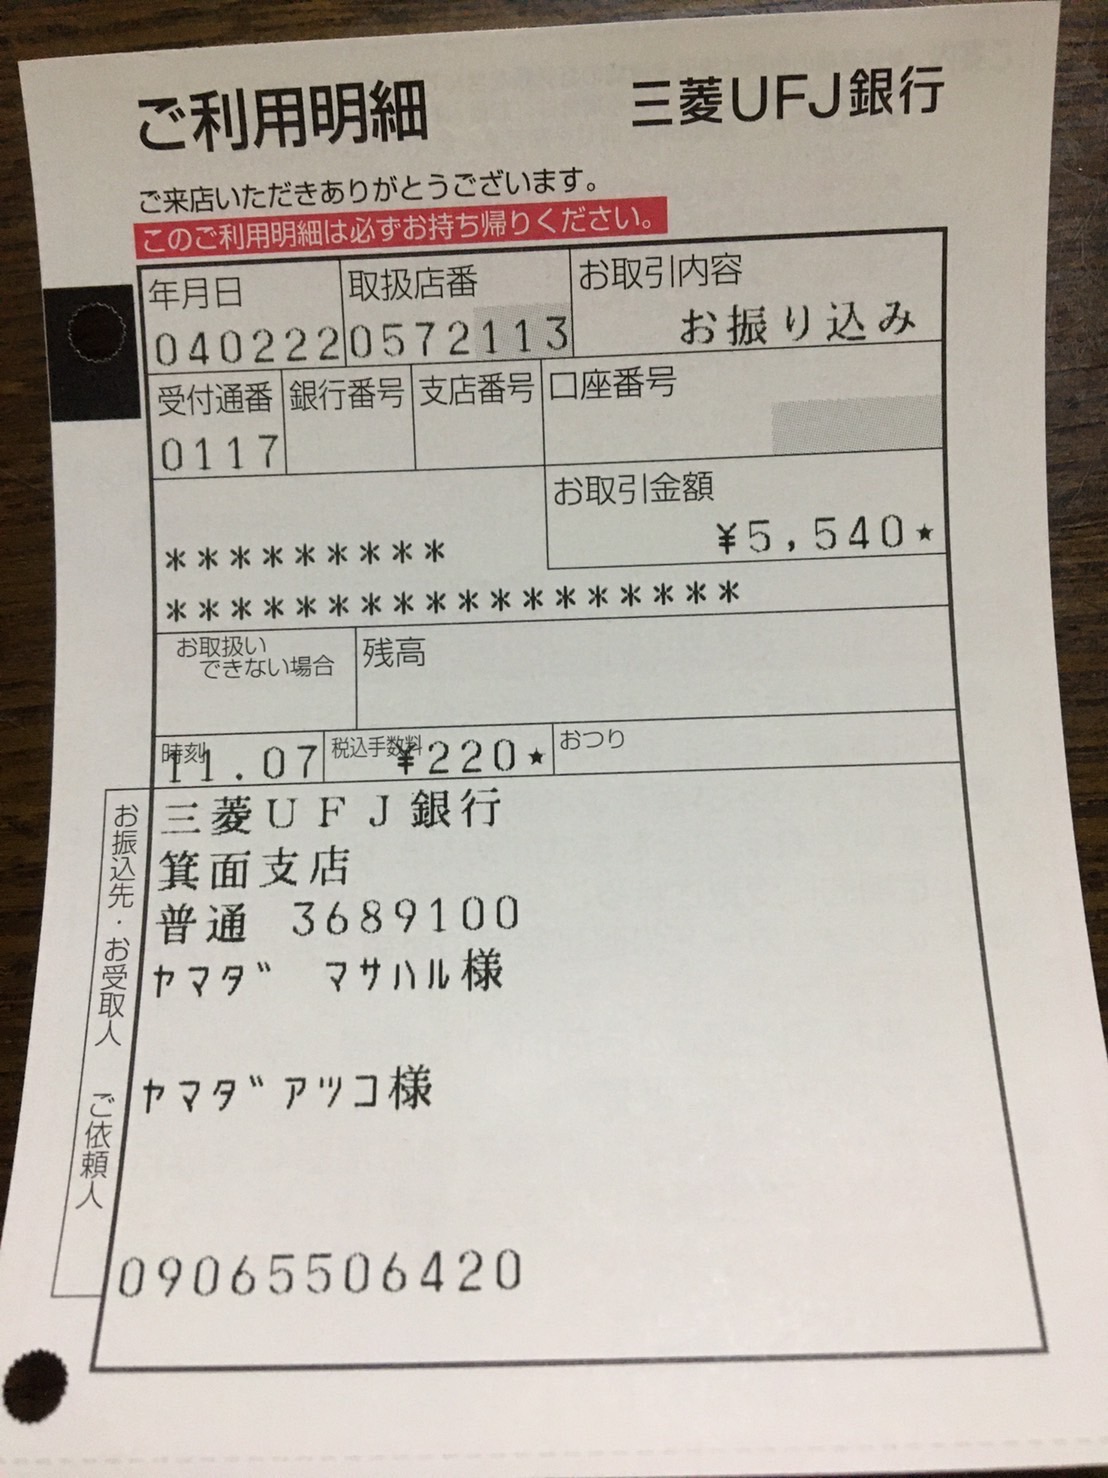 ご利用明細 三菱UFJ銀行
ご来店いただきありがとうございます。
このご利用明細は必ずお持ち帰りください。
年月日 取扱店番 お取引内容
040222 0572113 お振り込み
受付通番 銀行番号 支店番号 口座番号
0117
お取引金額
¥5,540★
*********
******************
お取扱いできない場合 残高
時刻 税込手数料 おつり
11.07 ¥220★
お振込先・お受取人
三菱UFJ銀行
箕面支店
普通 3689100
ヤマダ マサハル様
ご依頼人
ヤマダアツコ様
09065506420